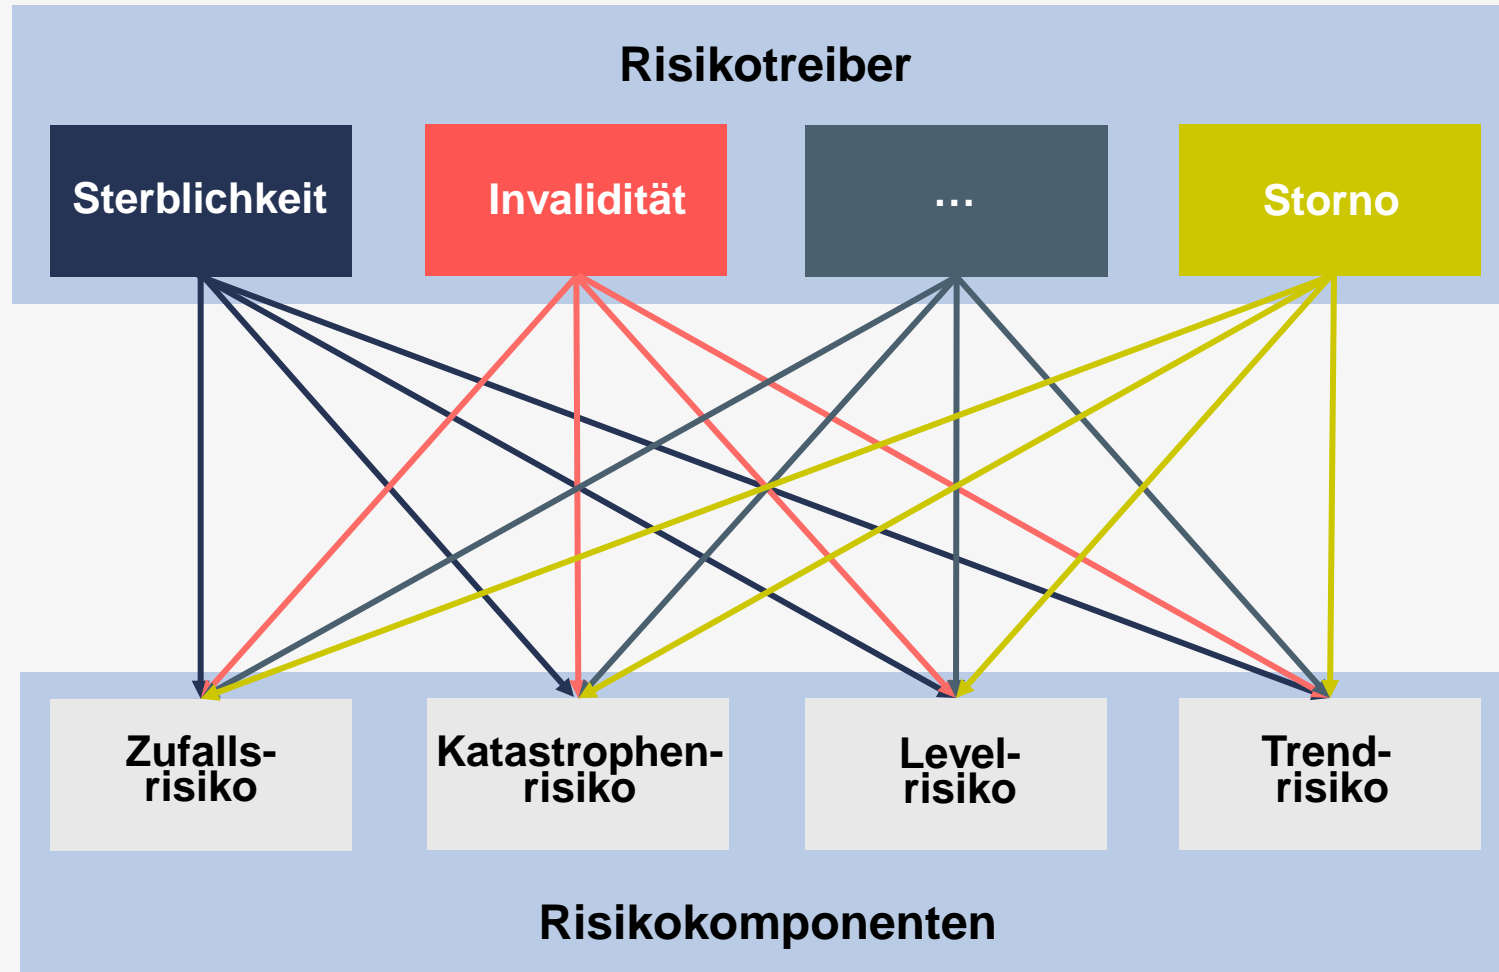 Risikotreiber
Sterblichkeit
Invalidität
...
Storno
Zufalls-
risiko
Katastrophen-
risiko
Level-
risiko
Trend-
risiko
Risikokomponenten